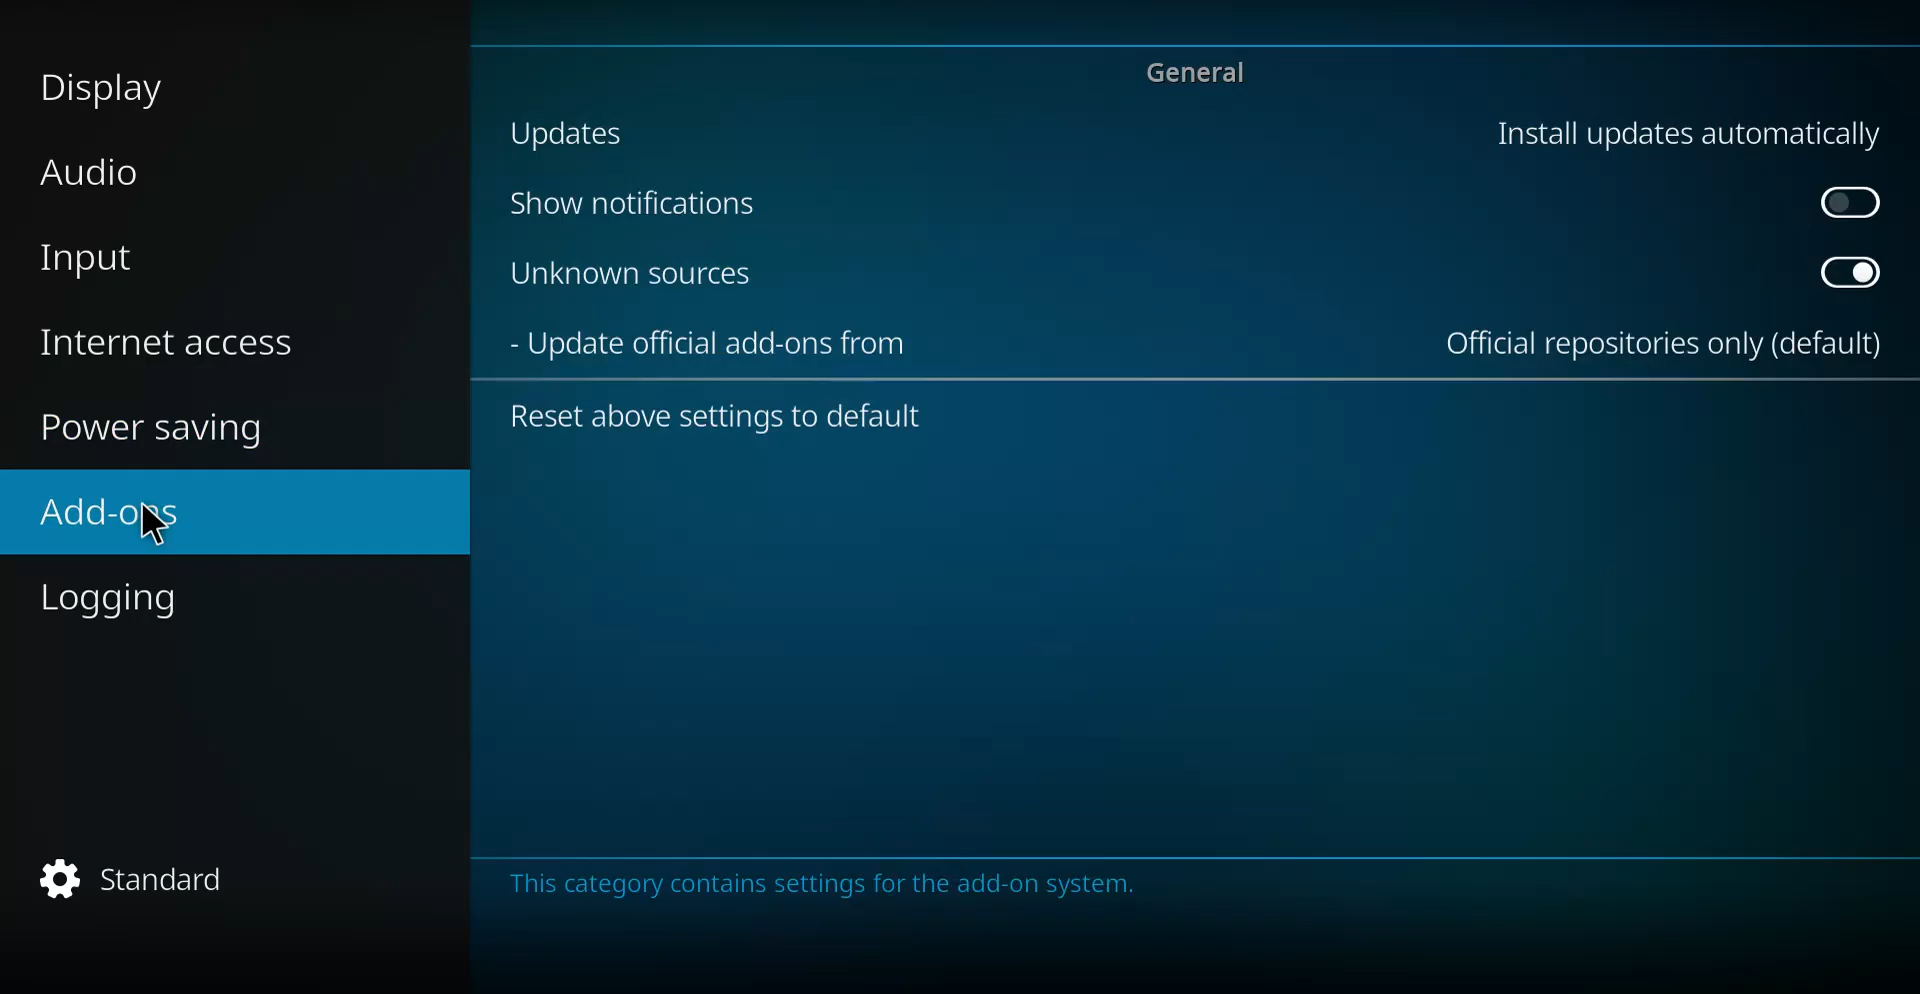 Display
Audio
Input
Internet access
Power saving
Add-ons
Logging
Standard
General
Updates Install updates automatically
Show notifications
Unknown sources
- Update official add-ons from Official repositories only (default)
Reset above settings to default
This category contains settings for the add-on system.